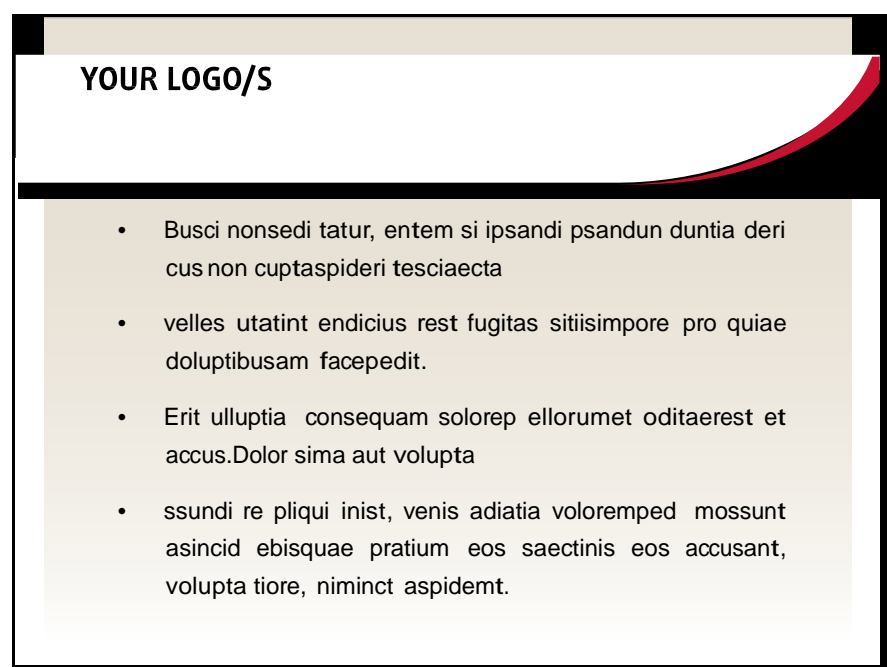 YOUR LOGO/S
• Busci nonsedi tatur, entem si ipsandi psandun duntia deri
cus non cuptaspideri tesciaecta
• velles utatint endicius rest fugitas sitiisimpore pro quiae
doluptibusam facepedit.
• Erit ulluptia consequam solorep ellorumet oditaerest et
accus.Dolor sima aut volupta
• ssundi re pliqui inist, venis adiatia voloremped mossunt
asincid ebisquae pratium eos saectinis eos accusant,
volupta tiore, niminct aspidemt.